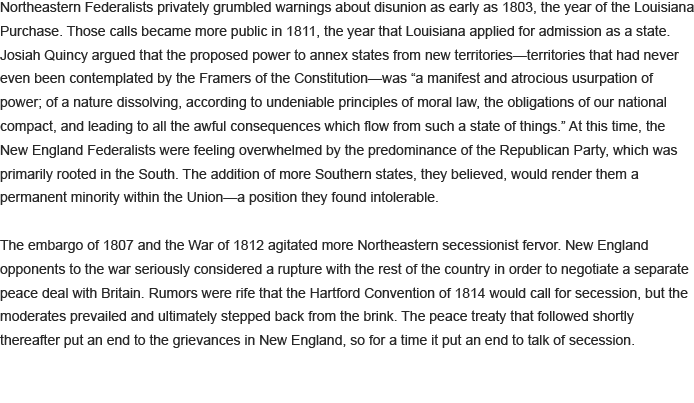 Northeastern Federalists privately grumbled warnings about disunion as early as 1803, the year of the Louisiana
Purchase. Those calls became more public in 1811, the year that Louisiana applied for admission as a state.
Josiah Quincy argued that the proposed power to annex states from new territories—territories that had never
even been contemplated by the Framers of the Constitution—was “a manifest and atrocious usurpation of
power; of a nature dissolving, according to undeniable principles of moral law, the obligations of our national
compact, and leading to all the awful consequences which flow from such a state of things.” At this time, the
New England Federalists were feeling overwhelmed by the predominance of the Republican Party, which was
primarily rooted in the South. The addition of more Southern states, they believed, would render them a
permanent minority within the Union—a position they found intolerable.

The embargo of 1807 and the War of 1812 agitated more Northeastern secessionist fervor. New England
opponents to the war seriously considered a rupture with the rest of the country in order to negotiate a separate
peace deal with Britain. Rumors were rife that the Hartford Convention of 1814 would call for secession, but the
moderates prevailed and ultimately stepped back from the brink. The peace treaty that followed shortly
thereafter put an end to the grievances in New England, so for a time it put an end to talk of secession.